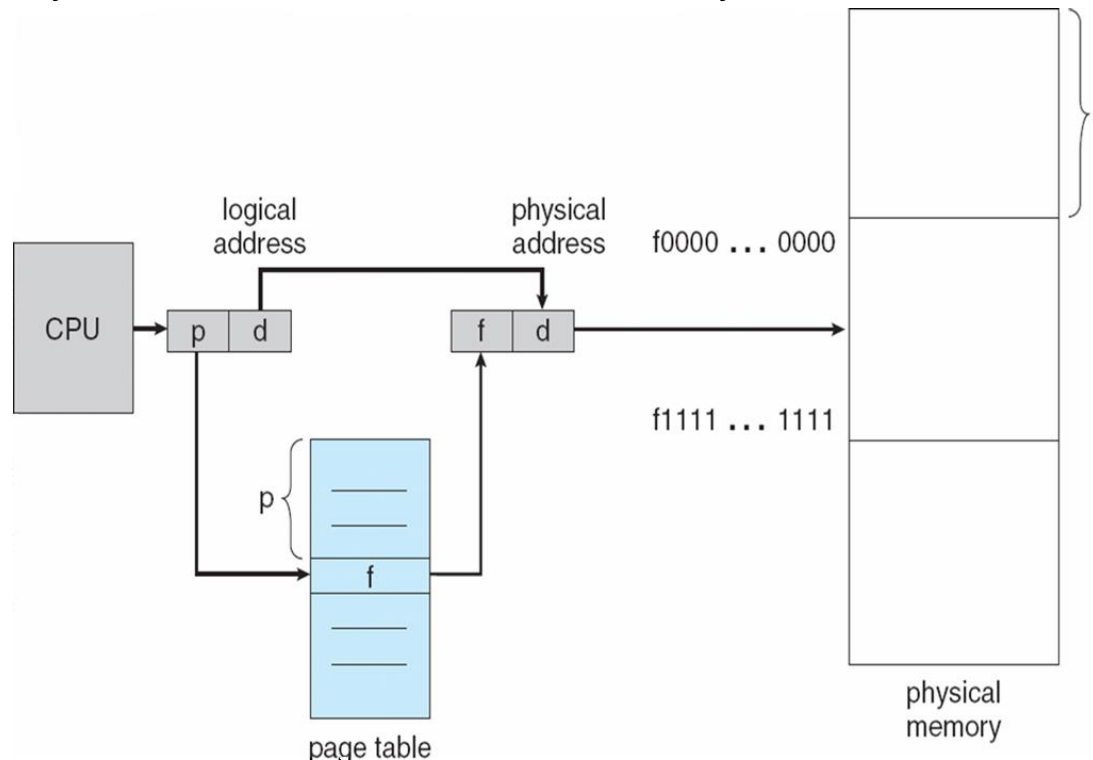 logical
address
physical
address
f0000 ... 0000
CPU
p
d
f
d
f1111 ... 1111
p
f
physical
memory
page table